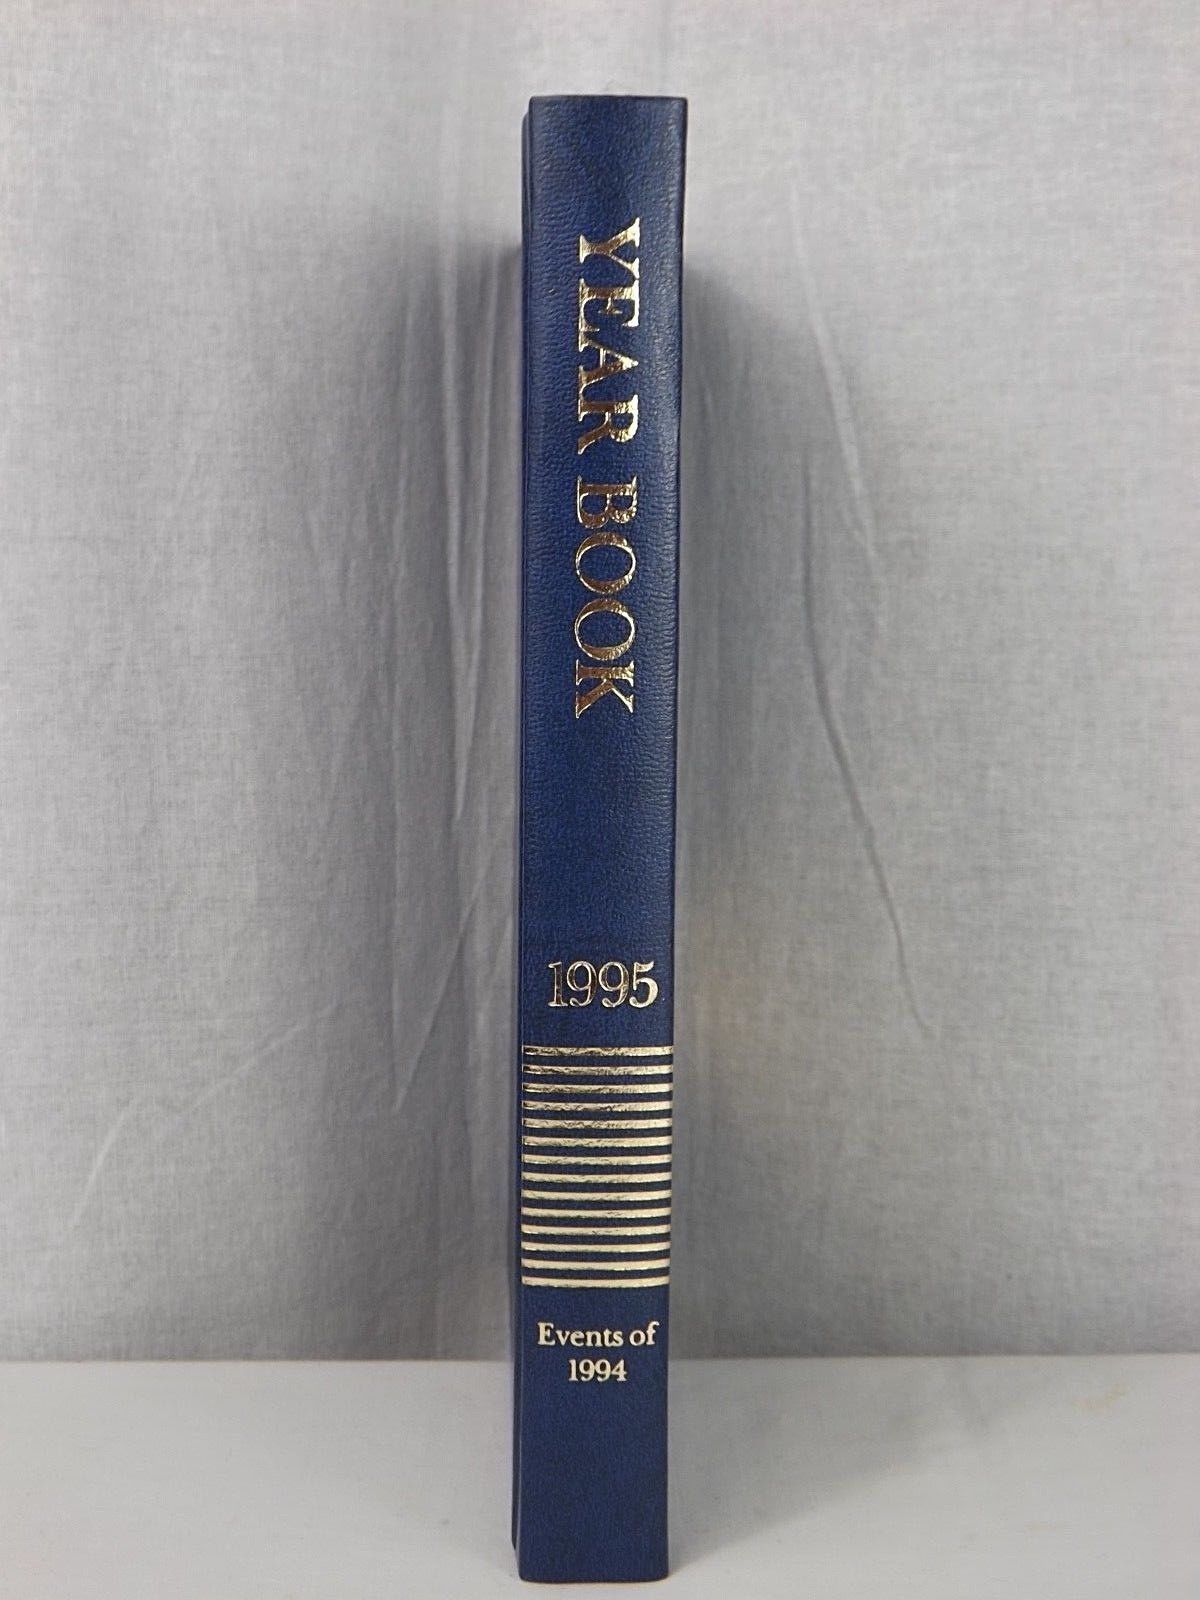 YEAR BOOK
1995
Events of
1994